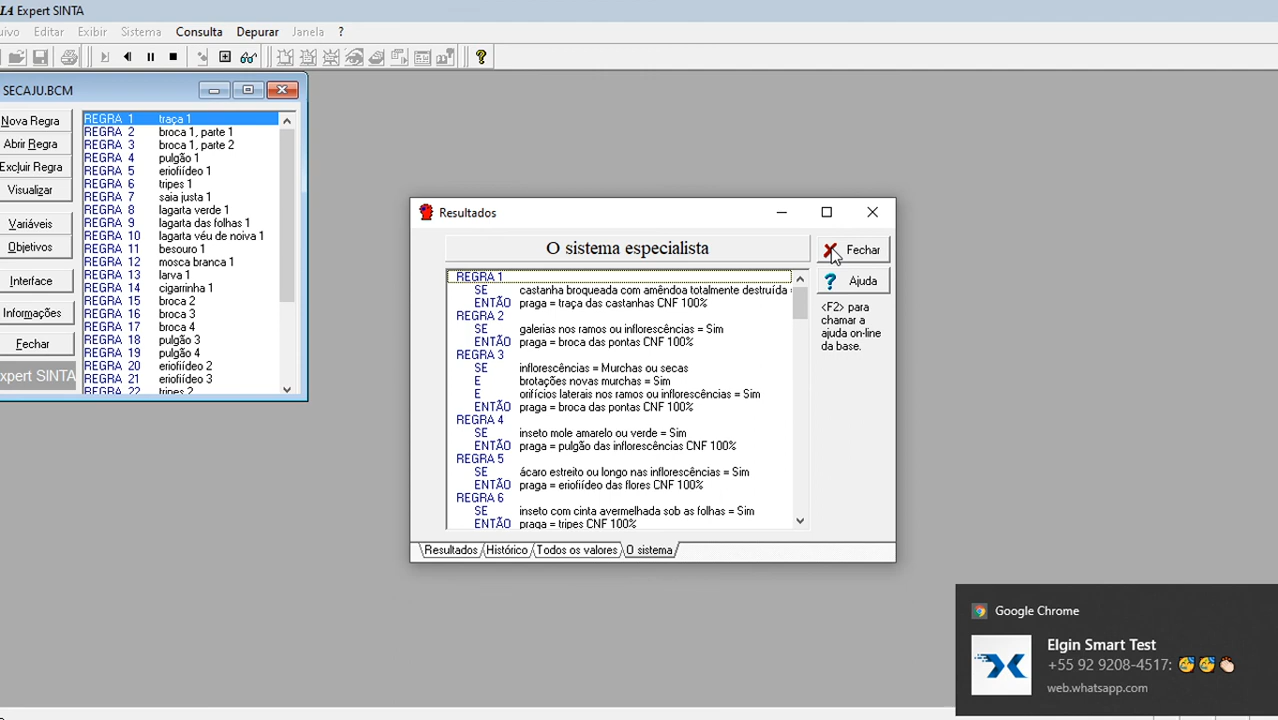 LA Expert SINTA
uivo Editar Exibir Sistema Consulta Depurar Janela ?
SECAJU.BCM
Nova Regra
Abrir Regra
Excluir Regra
Visualizar
Variáveis
Objetivos
Interface
Informações
Fechar
xpert SINTA
REGRA 1 traça 1
REGRA 2 broca 1, parte 1
REGRA 3 broca 1, parte 2
REGRA 4 pulgão 1
REGRA 5 eriofiídeo 1
REGRA 6 tripes 1
REGRA 7 saia justa 1
REGRA 8 lagarta verde 1
REGRA 9 lagarta das folhas 1
REGRA 10 lagarta véu de noiva 1
REGRA 11 besouro 1
REGRA 12 mosca branca 1
REGRA 13 larva 1
REGRA 14 cigarrinha 1
REGRA 15 broca 2
REGRA 16 broca 3
REGRA 17 broca 4
REGRA 18 pulgão 3
REGRA 19 pulgão 4
REGRA 20 eriofiídeo 2
REGRA 21 eriofiídeo 3
REGRA 22 tripes 2
Resultados
O sistema especialista
REGRA 1
SE castanha broqueada com amêndoa totalmente destruída
ENTÃO praga = traça das castanhas CNF 100%
REGRA 2
SE galerias nos ramos ou inflorescências = Sim
ENTÃO praga = broca das pontas CNF 100%
REGRA 3
SE inflorescências = Murchas ou secas
E brotações novas murchas = Sim
E orifícios laterais nos ramos ou inflorescências = Sim
ENTÃO praga = broca das pontas CNF 100%
REGRA 4
SE inseto mole amarelo ou verde = Sim
ENTÃO praga = pulgão das inflorescências CNF 100%
REGRA 5
SE ácaro estreito ou longo nas inflorescências = Sim
ENTÃO praga = eriofiídeo das flores CNF 100%
REGRA 6
SE inseto com cinta avermelhada sob as folhas = Sim
ENTÃO praga = tripes CNF 100%
Fechar
Ajuda
<F2> para
chamar a
ajuda on-line
da base.
Resultados Histórico Todos os valores O sistema
Google Chrome
Elgin Smart Test
+55 92 9208-4517: 🥳 🥳 👏🏻
web.whatsapp.com